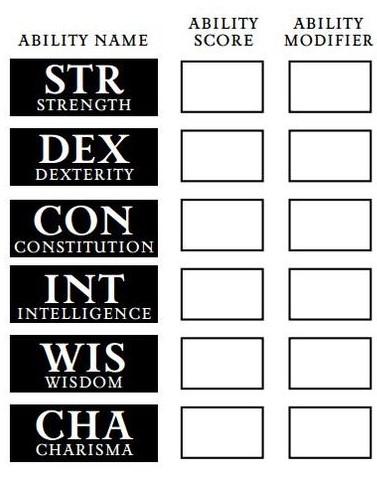 ABILITY NAME ABILITY SCORE ABILITY MODIFIER
STR
STRENGTH
DEX
DEXTERITY
CON
CONSTITUTION
INT
INTELLIGENCE
WIS
WISDOM
CHA
CHARISMA